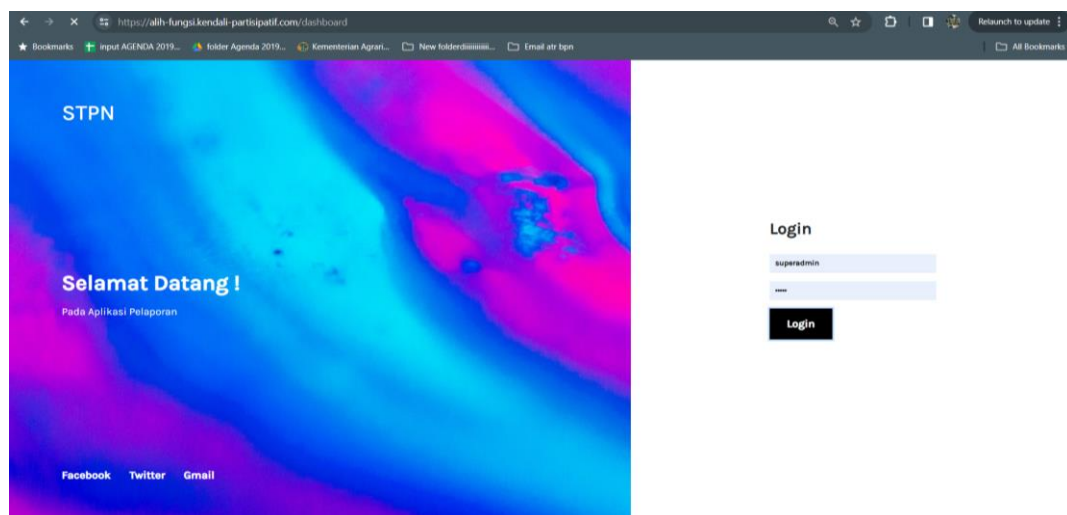 https://alih-fungsi.kendali-partisipatif.com/dashboard
Relaunch to update
Bookmarks input AGENDA 2019... folder Agenda 2019... Kementerian Agrari... New folderdiiiiiiiiii... Email atr bpn All Bookmarks
STPN
Selamat Datang !
Pada Aplikasi Pelaporan
Facebook Twitter Gmail
Login
superadmin
•••••
Login